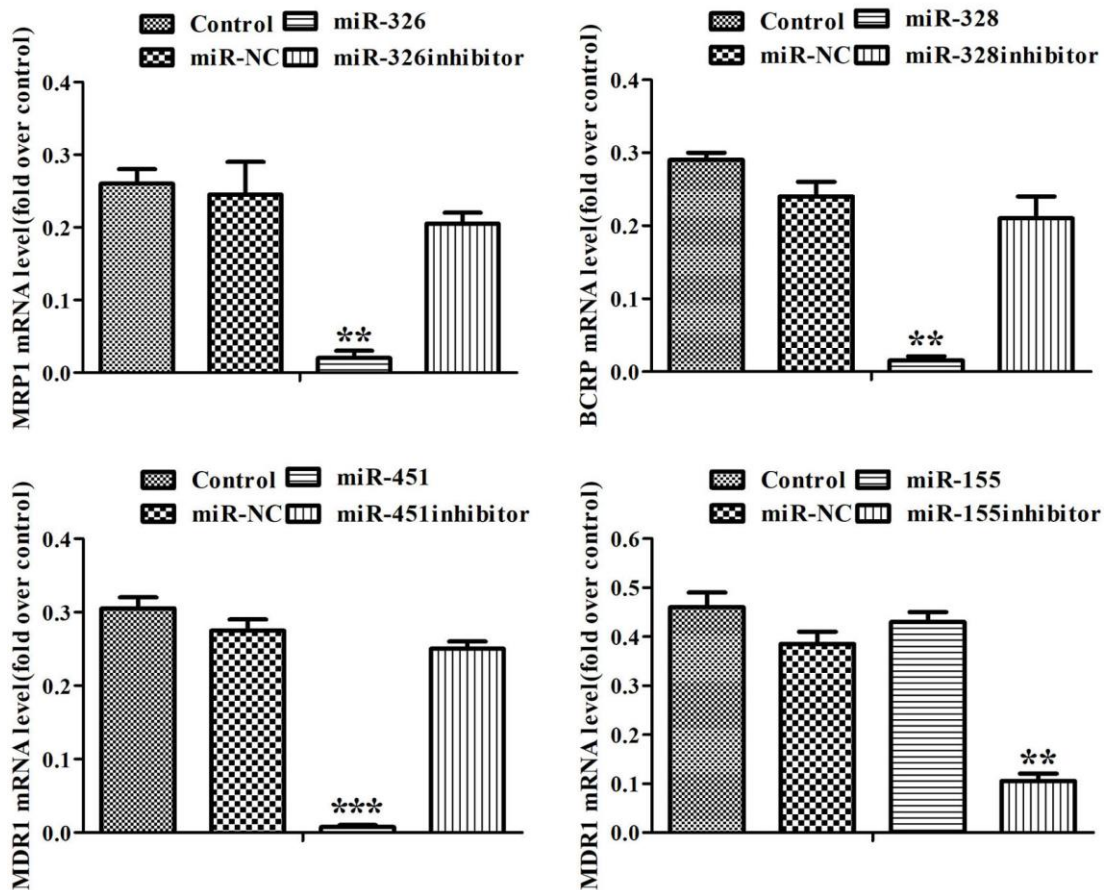 Control miR-326
miR-NC miR-326inhibitor
MRP1 mRNA level(fold over control)
0.4
0.3
0.2
0.1
0.0
**
Control miR-328
miR-NC miR-328inhibitor
BCRP mRNA level(fold over control)
0.4
0.3
0.2
0.1
0.0
**
Control miR-451
miR-NC miR-451inhibitor
MDR1 mRNA level(fold over control)
0.4
0.3
0.2
0.1
0.0
***
Control miR-155
miR-NC miR-155inhibitor
MDR1 mRNA level(fold over control)
0.6
0.5
0.4
0.3
0.2
0.1
0.0
**